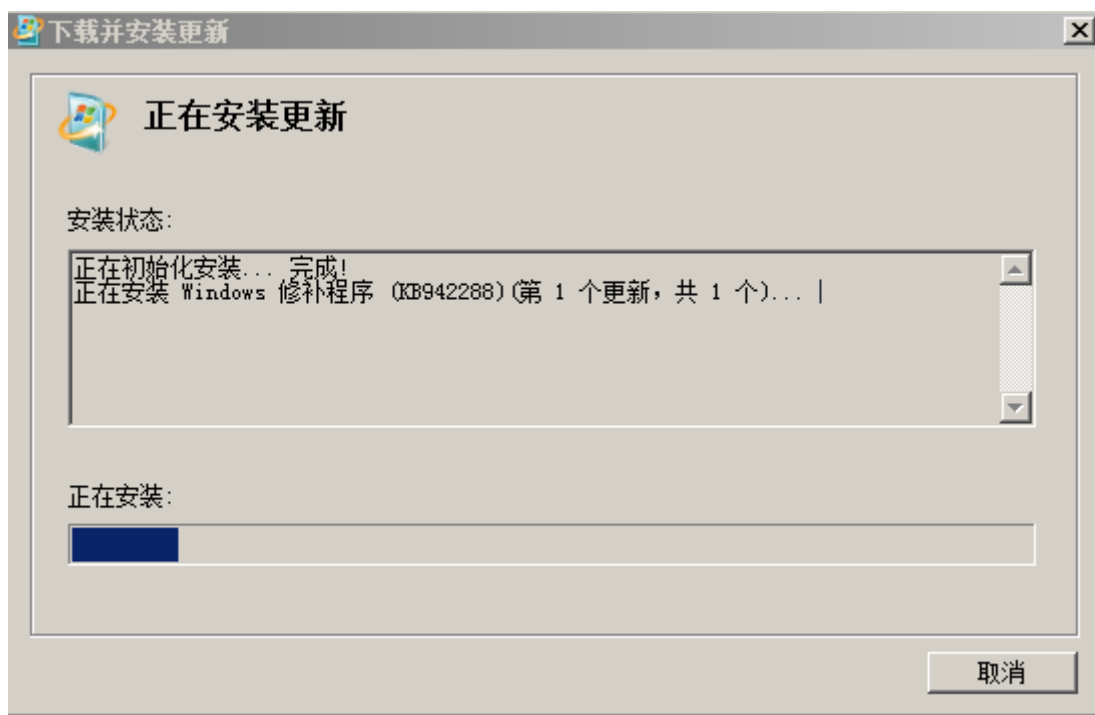 下载并安装更新
正在安装更新
安装状态:
正在初始化安装... 完成!
正在安装 Windows 修补程序 (KB942288)(第 1 个更新，共 1 个)...
正在安装:
取消